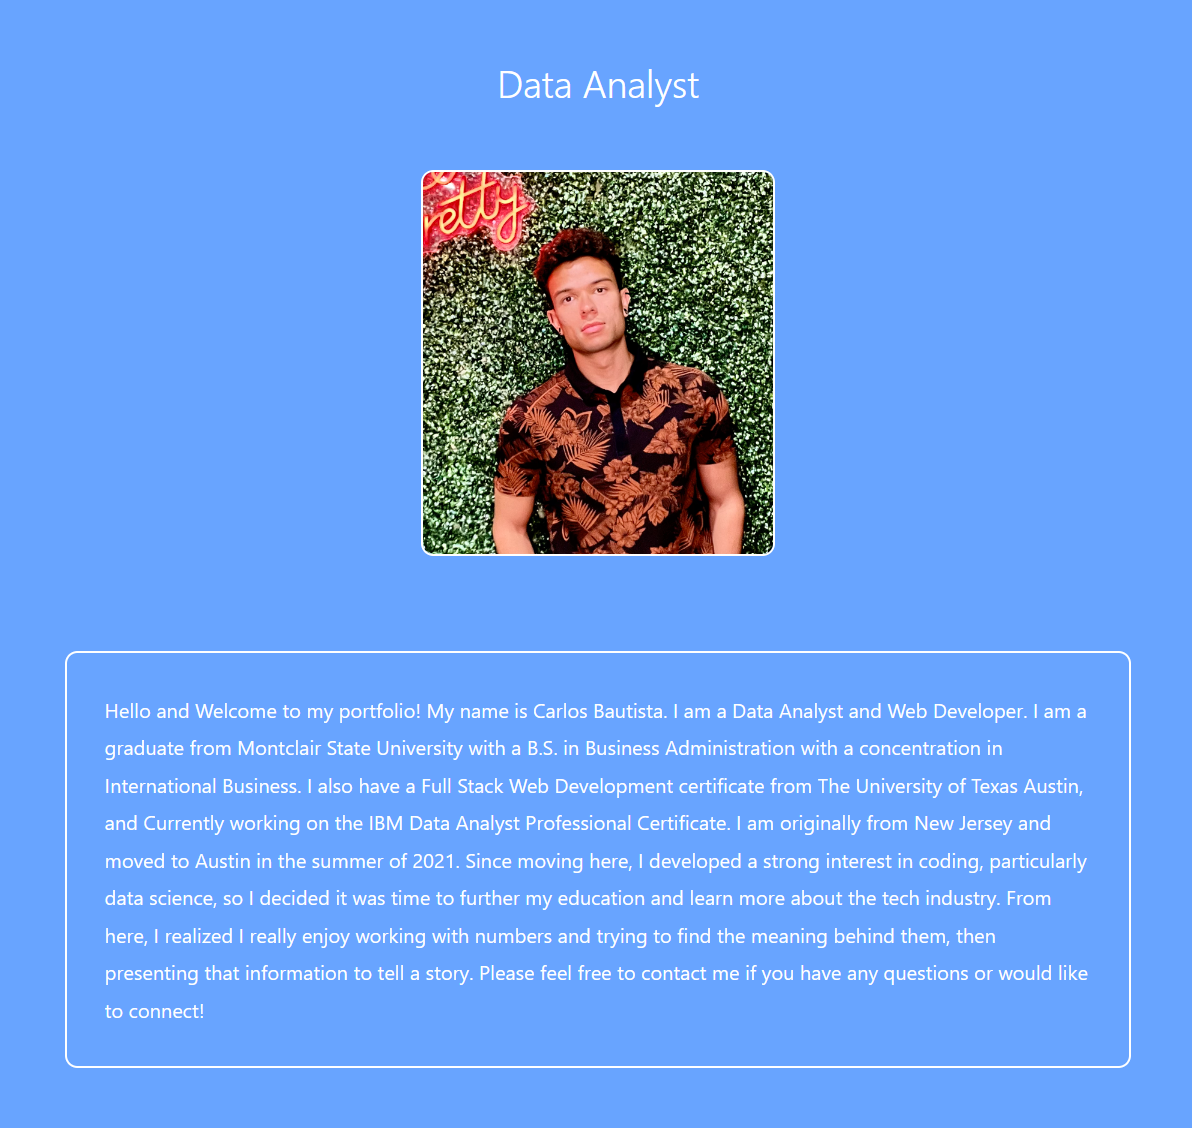 Data Analyst
retty
Hello and Welcome to my portfolio! My name is Carlos Bautista. I am a Data Analyst and Web Developer. I am a
graduate from Montclair State University with a B.S. in Business Administration with a concentration in
International Business. I also have a Full Stack Web Development certificate from The University of Texas Austin,
and Currently working on the IBM Data Analyst Professional Certificate. I am originally from New Jersey and
moved to Austin in the summer of 2021. Since moving here, I developed a strong interest in coding, particularly
data science, so I decided it was time to further my education and learn more about the tech industry. From
here, I realized I really enjoy working with numbers and trying to find the meaning behind them, then
presenting that information to tell a story. Please feel free to contact me if you have any questions or would like
to connect!